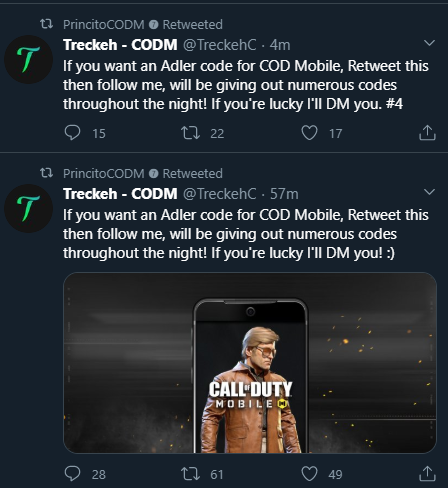 PrincitoCODM Retweeted
Treckeh - CODM @TreckehC · 4m
If you want an Adler code for COD Mobile, Retweet this
then follow me, will be giving out numerous codes
throughout the night! If you're lucky I'll DM you. #4
15 22 17
PrincitoCODM Retweeted
Treckeh - CODM @TreckehC · 57m
If you want an Adler code for COD Mobile, Retweet this
then follow me, will be giving out numerous codes
throughout the night! If you're lucky I'll DM you! :)
CALL OF DUTY
MOBILE
28 61 49